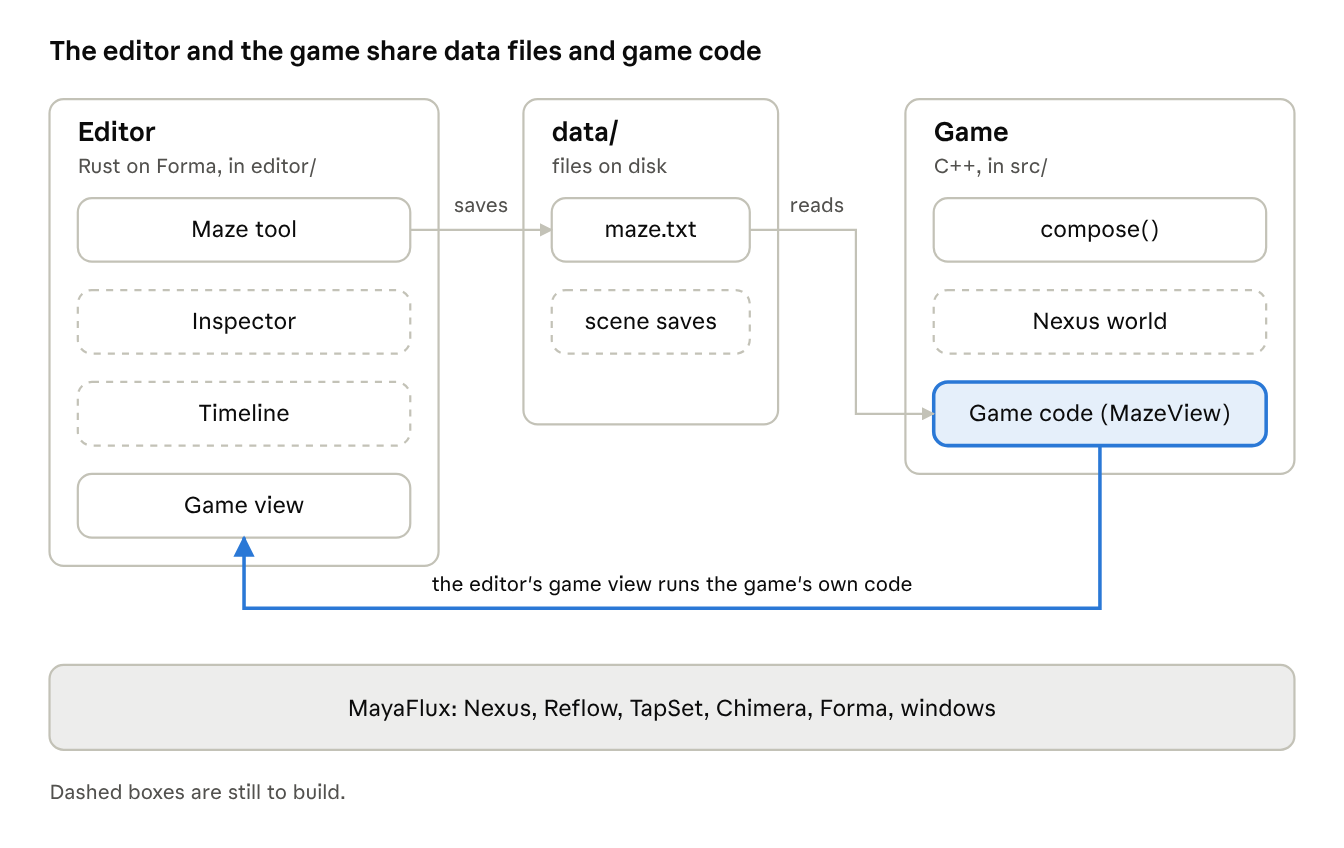 The editor and the game share data files and game code
Editor
Rust on Forma, in editor/
Maze tool
Inspector
Timeline
Game view
saves
data/
files on disk
maze.txt
scene saves
reads
Game
C++, in src/
compose()
Nexus world
Game code (MazeView)
the editor's game view runs the game's own code
MayaFlux: Nexus, Reflow, TapSet, Chimera, Forma, windows
Dashed boxes are still to build.